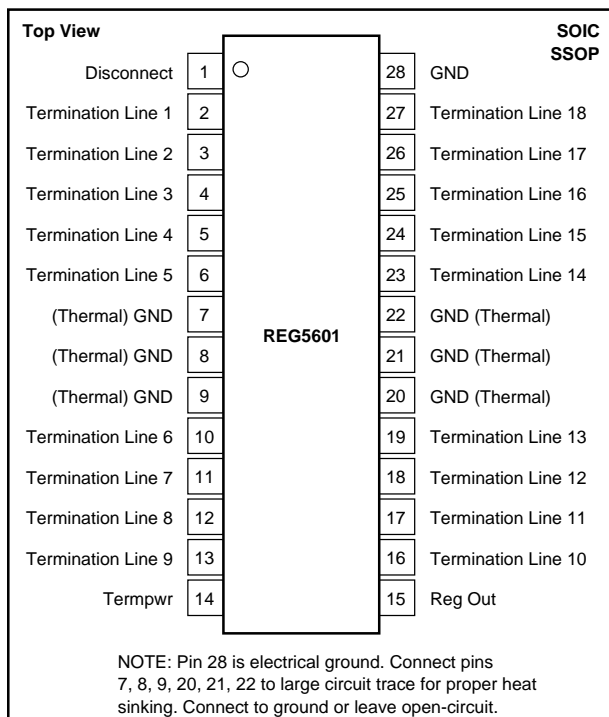 Top View SOIC
SSOP
Disconnect 1 28 GND
Termination Line 1 2 27 Termination Line 18
Termination Line 2 3 26 Termination Line 17
Termination Line 3 4 25 Termination Line 16
Termination Line 4 5 24 Termination Line 15
Termination Line 5 6 23 Termination Line 14
(Thermal) GND 7 22 GND (Thermal)
REG5601
(Thermal) GND 8 21 GND (Thermal)
(Thermal) GND 9 20 GND (Thermal)
Termination Line 6 10 19 Termination Line 13
Termination Line 7 11 18 Termination Line 12
Termination Line 8 12 17 Termination Line 11
Termination Line 9 13 16 Termination Line 10
Termpwr 14 15 Reg Out
NOTE: Pin 28 is electrical ground. Connect pins
7, 8, 9, 20, 21, 22 to large circuit trace for proper heat
sinking. Connect to ground or leave open-circuit.